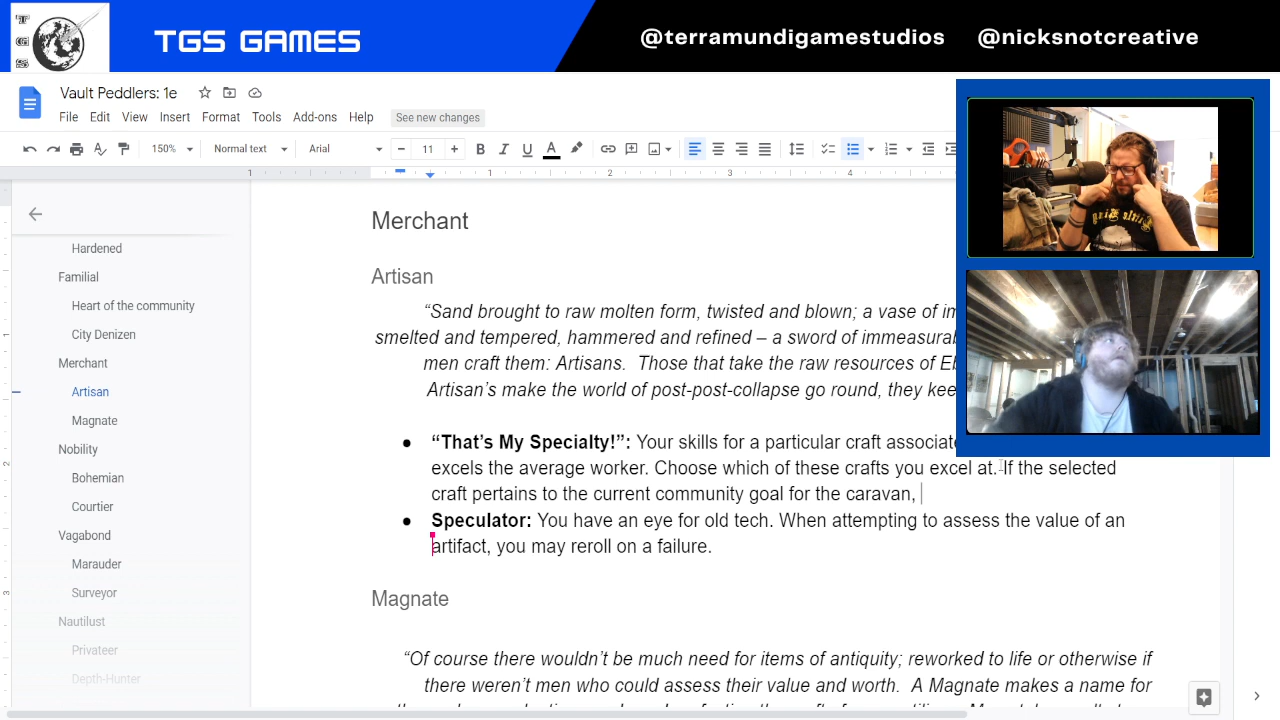 TGS
TGS GAMES
@terramundigamestudios @nicksnotcreative
Vault Peddlers: 1e
File Edit View Insert Format Tools Add-ons Help See new changes
150% Normal text Arial 11 B I U A
1 1 2 3 4
Hardened
Familial
Heart of the community
City Denizen
Merchant
Artisan
Magnate
Nobility
Bohemian
Courtier
Vagabond
Marauder
Surveyor
Nautilust
Privateer
Depth-Hunter
1
2
3
Merchant
Artisan
“Sand brought to raw molten form, twisted and blown; a vase of
smelted and tempered, hammered and refined – a sword of
men craft them: Artisans. Those that take the raw resources of
Artisan’s make the world of post-post-collapse go round, they
● “That’s My Specialty!”: Your skills for a particular craft
excels the average worker. Choose which of these crafts you excel at. If the selected
craft pertains to the current community goal for the caravan,
● Speculator: You have an eye for old tech. When attempting to assess the value of an
artifact, you may reroll on a failure.
Magnate
“Of course there wouldn’t be much need for items of antiquity; reworked to life or otherwise if
there weren’t men who could assess their value and worth. A Magnate makes a name for